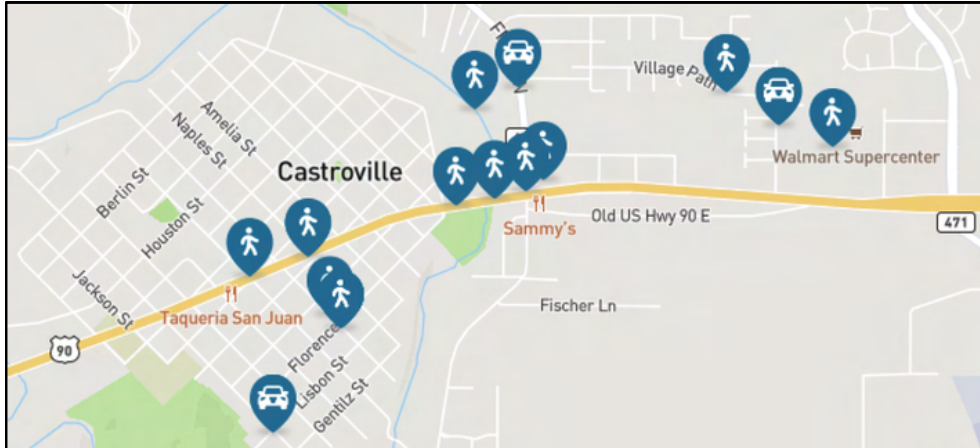 Village Path
Amelia St
Naples St
Walmart Supercenter
Castroville
Berlin St
Houston St
Old US Hwy 90 E
471
Sammy's
Jackson St
Taqueria San Juan
Fischer Ln
90
Florence
Lisbon St
Gentilz St